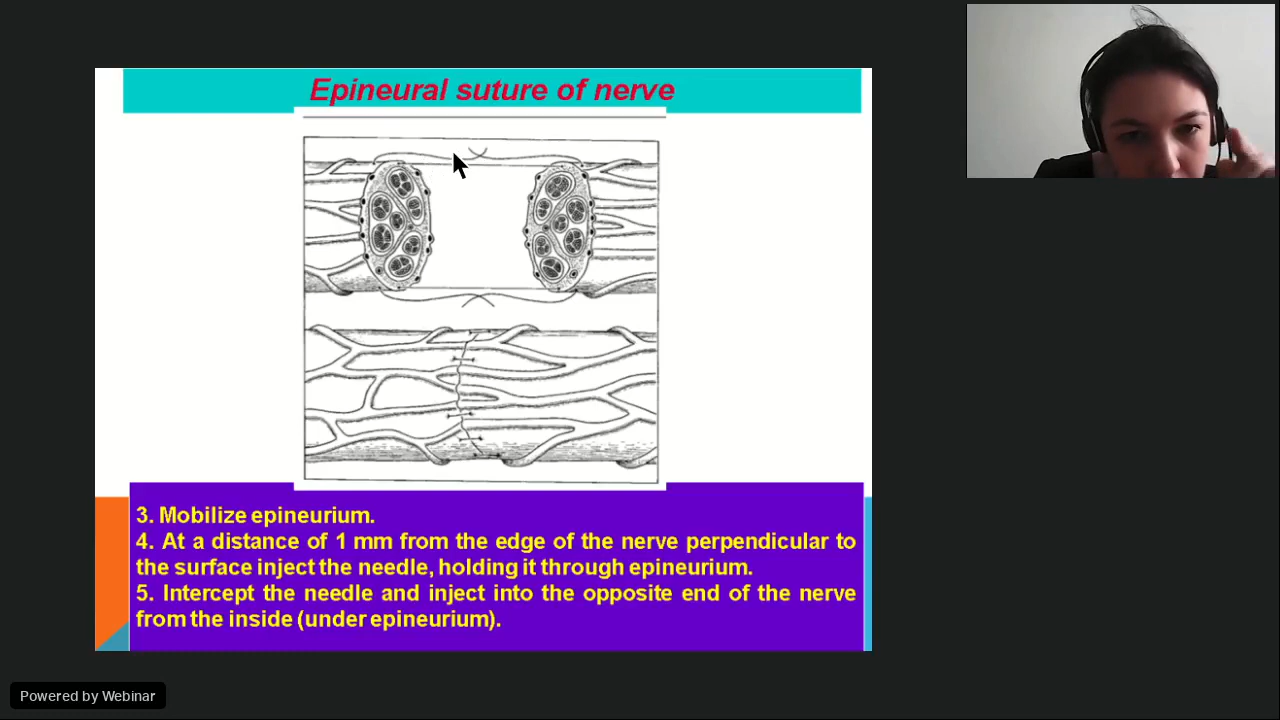 Epineural suture of nerve
3. Mobilize epineurium.
4. At a distance of 1 mm from the edge of the nerve perpendicular to
the surface inject the needle, holding it through epineurium.
5. Intercept the needle and inject into the opposite end of the nerve
from the inside (under epineurium).
Powered by Webinar